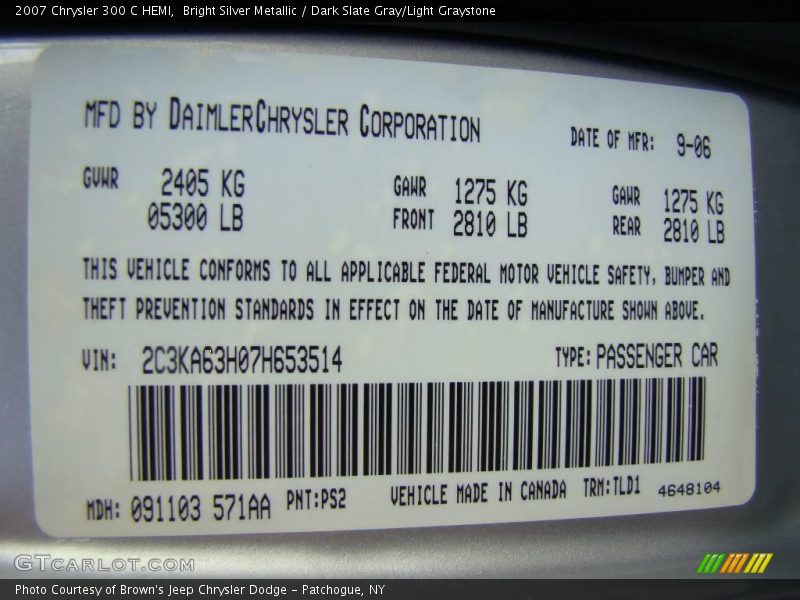 2007 Chrysler 300 C HEMI,  Bright Silver Metallic / Dark Slate Gray/Light Graystone
MFD BY DAIMLERCHRYSLER CORPORATION
DATE OF MFR: 9-06
GVWR 2405 KG GAWR 1275 KG GAWR 1275 KG
05300 LB FRONT 2810 LB REAR 2810 LB
THIS VEHICLE CONFORMS TO ALL APPLICABLE FEDERAL MOTOR VEHICLE SAFETY, BUMPER AND
THEFT PREVENTION STANDARDS IN EFFECT ON THE DATE OF MANUFACTURE SHOWN ABOVE.
VIN: 2C3KA63H07H653514 TYPE: PASSENGER CAR
MDH: 091103 571AA PNT:PS2 VEHICLE MADE IN CANADA TRM:TLD1 4648104
GTCARLOT.COM
Photo Courtesy of Brown's Jeep Chrysler Dodge - Patchogue, NY